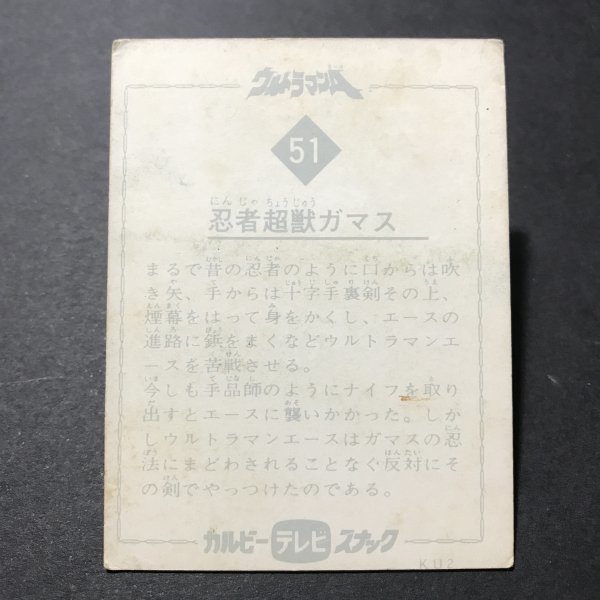 ウルトラマンA
51
にんじゃちょうじゅう
忍者超獣ガマス
まるで昔の忍者のように口からは吹
き矢、手からは十字手裏剣その上、
煙幕をはって身をかくし、エースの
進路に鋲をまくなどウルトラマンエ
ースを苦戦させる。
今しも手品師のようにナイフを取り
出すとエースに襲いかかった。しか
しウルトラマンエースはガマスの忍
法にまどわされることなく反対にそ
の剣でやっつけたのである。
カルビーテレビスナック
KU2